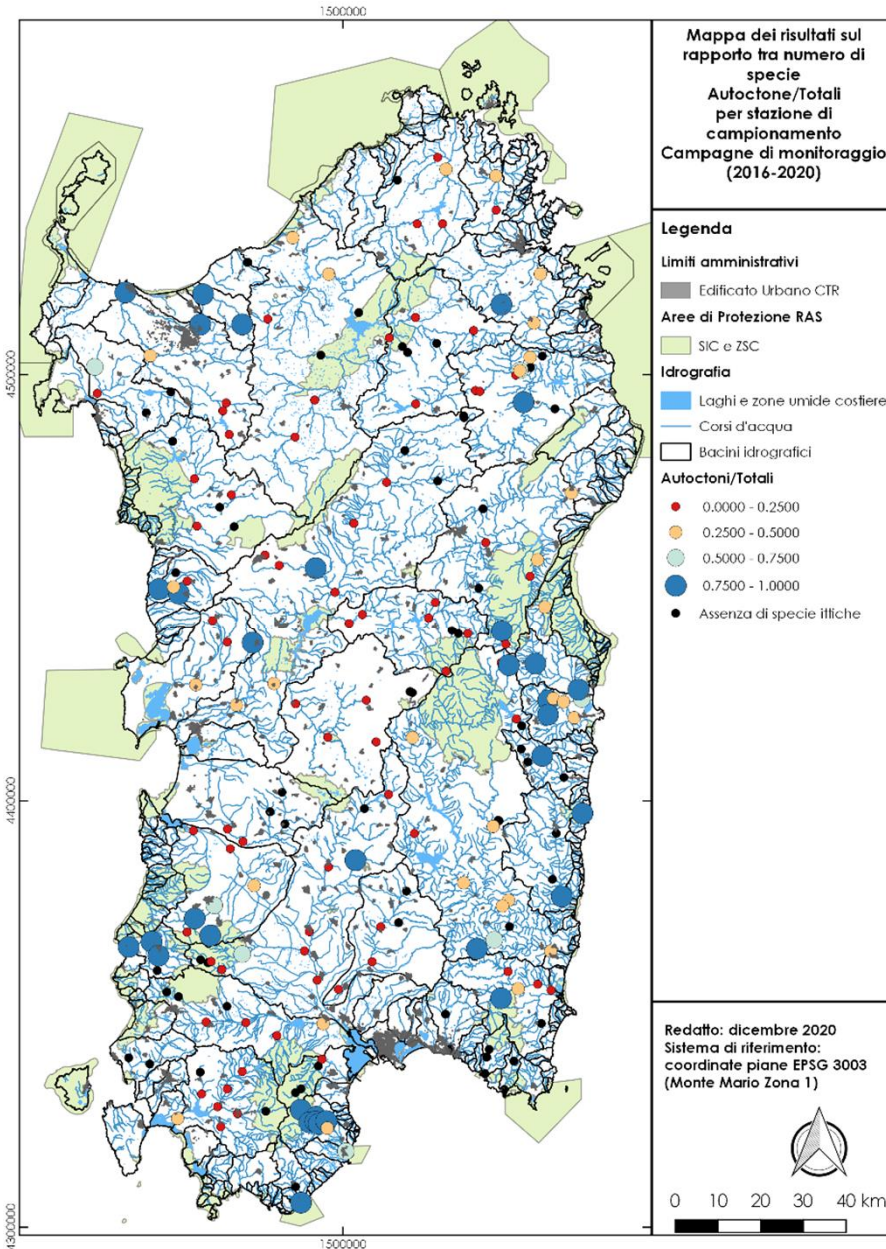 1500000
Mappa dei risultati sul
rapporto tra numero di
specie
Autoctone/Totali
per stazione di
campionamento
Campagne di monitoraggio
(2016-2020)
Legenda
Limiti amministrativi
Edificato Urbano CTR
Aree di Protezione RAS
SIC e ZSC
Idrografia
Laghi e zone umide costiere
Corsi d'acqua
Bacini idrografici
Autoctoni/Totali
0.0000 - 0.2500
0.2500 - 0.5000
0.5000 - 0.7500
0.7500 - 1.0000
Assenza di specie ittiche
4500000
4400000
4300000
1500000
Redatto: dicembre 2020
Sistema di riferimento:
coordinate piane EPSG 3003
(Monte Mario Zona 1)
0 10 20 30 40 km